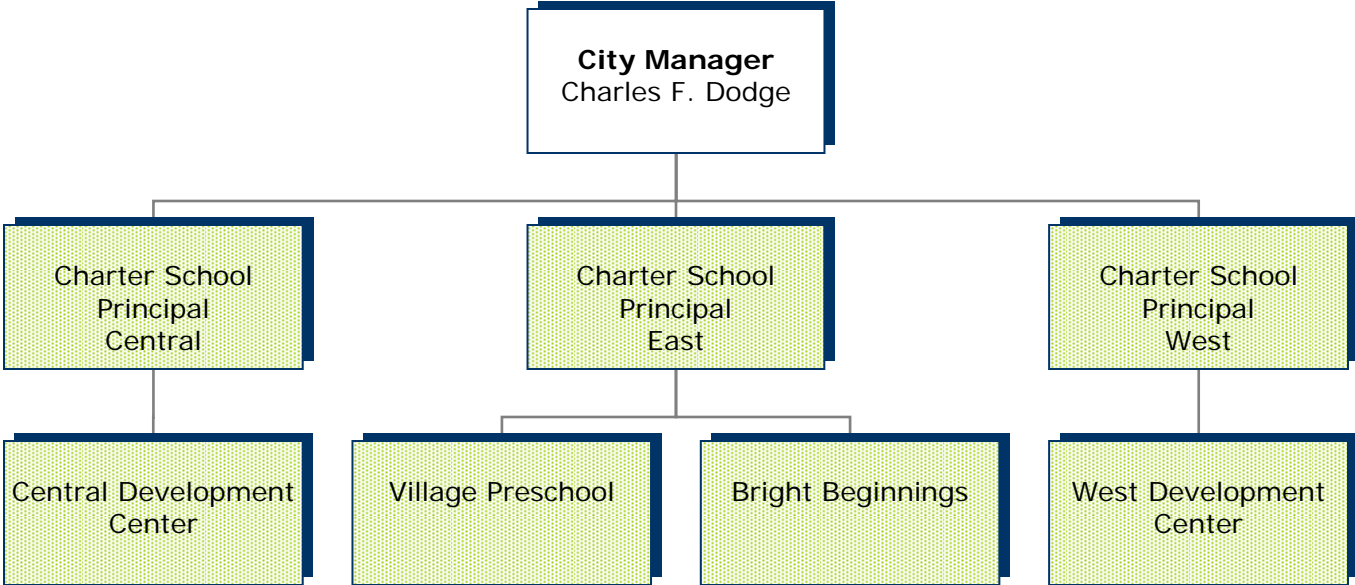 City Manager
Charles F. Dodge
Charter School
Principal
Central
Charter School
Principal
East
Charter School
Principal
West
Central Development
Center
Village Preschool
Bright Beginnings
West Development
Center